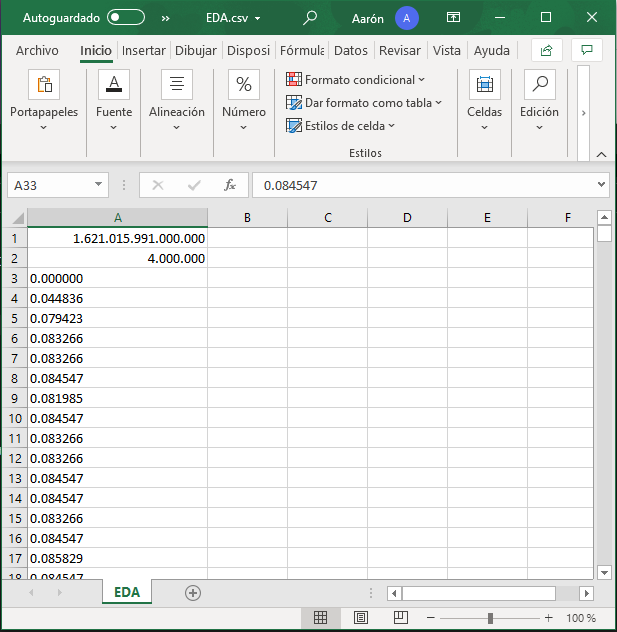 Autoguardado » EDA.csv Aarón A
Archivo Inicio Insertar Dibujar Disposi Fórmula Datos Revisar Vista Ayuda
Portapapeles Fuente Alineación % Número Formato condicional Celdas Edición
Dar formato como tabla
Estilos de celda
Estilos
A33 fx 0.084547
A B C D E F
1 1.621.015.991.000.000
2 4.000.000
3 0.000000
4 0.044836
5 0.079423
6 0.083266
7 0.083266
8 0.084547
9 0.081985
10 0.084547
11 0.083266
12 0.083266
13 0.084547
14 0.084547
15 0.083266
16 0.084547
17 0.085829
18 0.084547
EDA
100 %